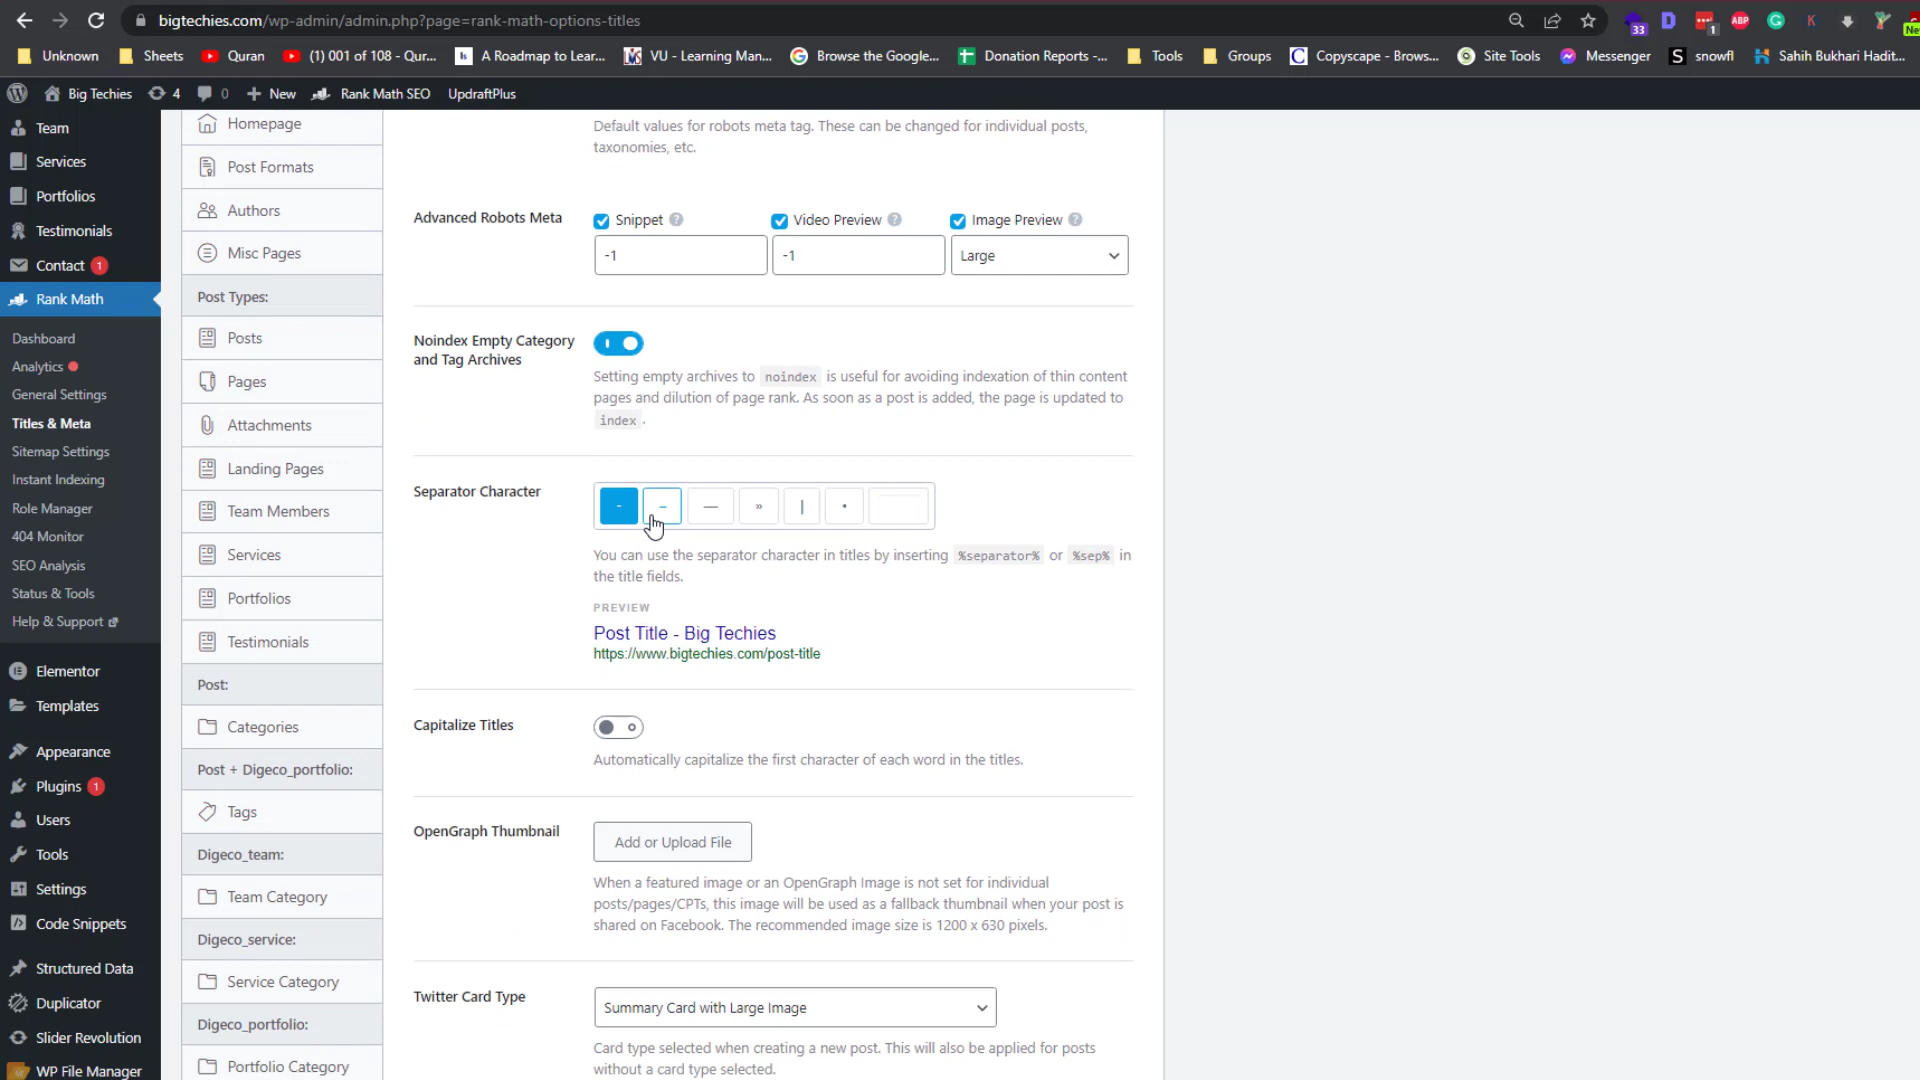 bigtechies.com/wp-admin/admin.php?page=rank-math-options-titles
33
D
1
ABP
K
Unknown
Sheets
Quran
(1) 001 of 108 - Qur...
A Roadmap to Lear...
VU - Learning Man...
Browse the Google...
Donation Reports -...
Tools
Groups
Copyscape - Brows...
Site Tools
Messenger
snowfl
Sahih Bukhari Hadit...
Big Techies
4
0
New
Rank Math SEO
UpdraftPlus
Team
Services
Portfolios
Testimonials
Contact 1
Rank Math
Dashboard
Analytics
General Settings
Titles & Meta
Sitemap Settings
Instant Indexing
Role Manager
404 Monitor
SEO Analysis
Status & Tools
Help & Support
Elementor
Templates
Appearance
Plugins 1
Users
Tools
Settings
Code Snippets
Structured Data
Duplicator
Slider Revolution
WP File Manager
Homepage
Post Formats
Authors
Misc Pages
Post Types:
Posts
Pages
Attachments
Landing Pages
Team Members
Services
Portfolios
Testimonials
Post:
Categories
Post + Digeco_portfolio:
Tags
Digeco_team:
Team Category
Digeco_service:
Service Category
Digeco_portfolio:
Portfolio Category
Default values for robots meta tag. These can be changed for individual posts,
taxonomies, etc.
Advanced Robots Meta
Snippet
Video Preview
Image Preview
-1
-1
Large
Noindex Empty Category
and Tag Archives
Setting empty archives to noindex is useful for avoiding indexation of thin content
pages and dilution of page rank. As soon as a post is added, the page is updated to
index .
Separator Character
- – — » | •
You can use the separator character in titles by inserting %separator% or %sep% in
the title fields.
PREVIEW
Post Title - Big Techies
https://www.bigtechies.com/post-title
Capitalize Titles
Automatically capitalize the first character of each word in the titles.
OpenGraph Thumbnail
Add or Upload File
When a featured image or an OpenGraph Image is not set for individual
posts/pages/CPTs, this image will be used as a fallback thumbnail when your post is
shared on Facebook. The recommended image size is 1200 x 630 pixels.
Twitter Card Type
Summary Card with Large Image
Card type selected when creating a new post. This will also be applied for posts
without a card type selected.